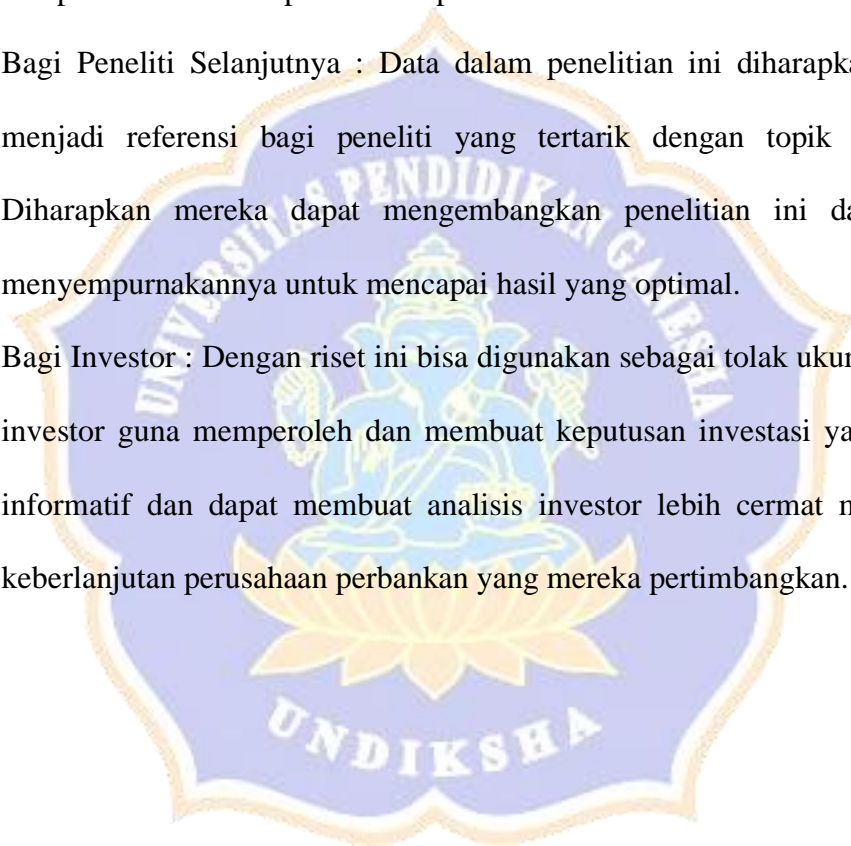 Bagi Peneliti Selanjutnya : Data dalam penelitian ini diharapka
menjadi referensi bagi peneliti yang tertarik dengan topik
Diharapkan mereka dapat mengembangkan penelitian ini da
menyempurnakannya untuk mencapai hasil yang optimal.
Bagi Investor : Dengan riset ini bisa digunakan sebagai tolak ukur
investor guna memperoleh dan membuat keputusan investasi ya
informatif dan dapat membuat analisis investor lebih cermat m
keberlanjutan perusahaan perbankan yang mereka pertimbangkan.
UNIVERSITAS PENDIDIKAN GANESHA
UNDIKSHA